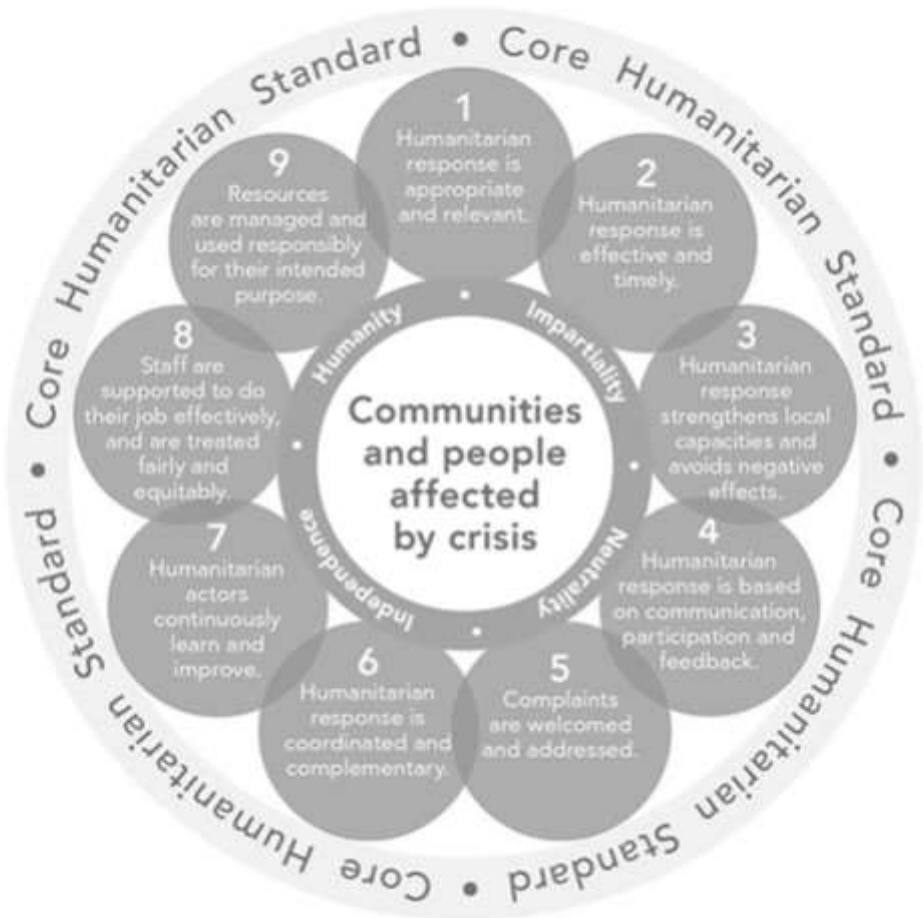 Core Humanitarian Standard • Core Humanitarian Standard • Core Humanitarian Standard • Core Humanitarian Standard •
1
Humanitarian
response is
appropriate
and relevant.
2
Humanitarian
response is
effective and
timely.
3
Humanitarian
response
strengthens local
capacities and
avoids negative
effects.
4
Humanitarian
response is based
on communication,
participation and
feedback.
5
Complaints
are welcomed
and addressed.
6
Humanitarian
response is
coordinated and
complementary.
7
Humanitarian
actors
continuously
learn and
improve.
8
Staff are
supported to do
their job effectively,
and are treated
fairly and
equitably.
9
Resources
are managed and
used responsibly
for their intended
purpose.
Humanity • Impartiality • Neutrality • Independence •
Communities
and people
affected
by crisis